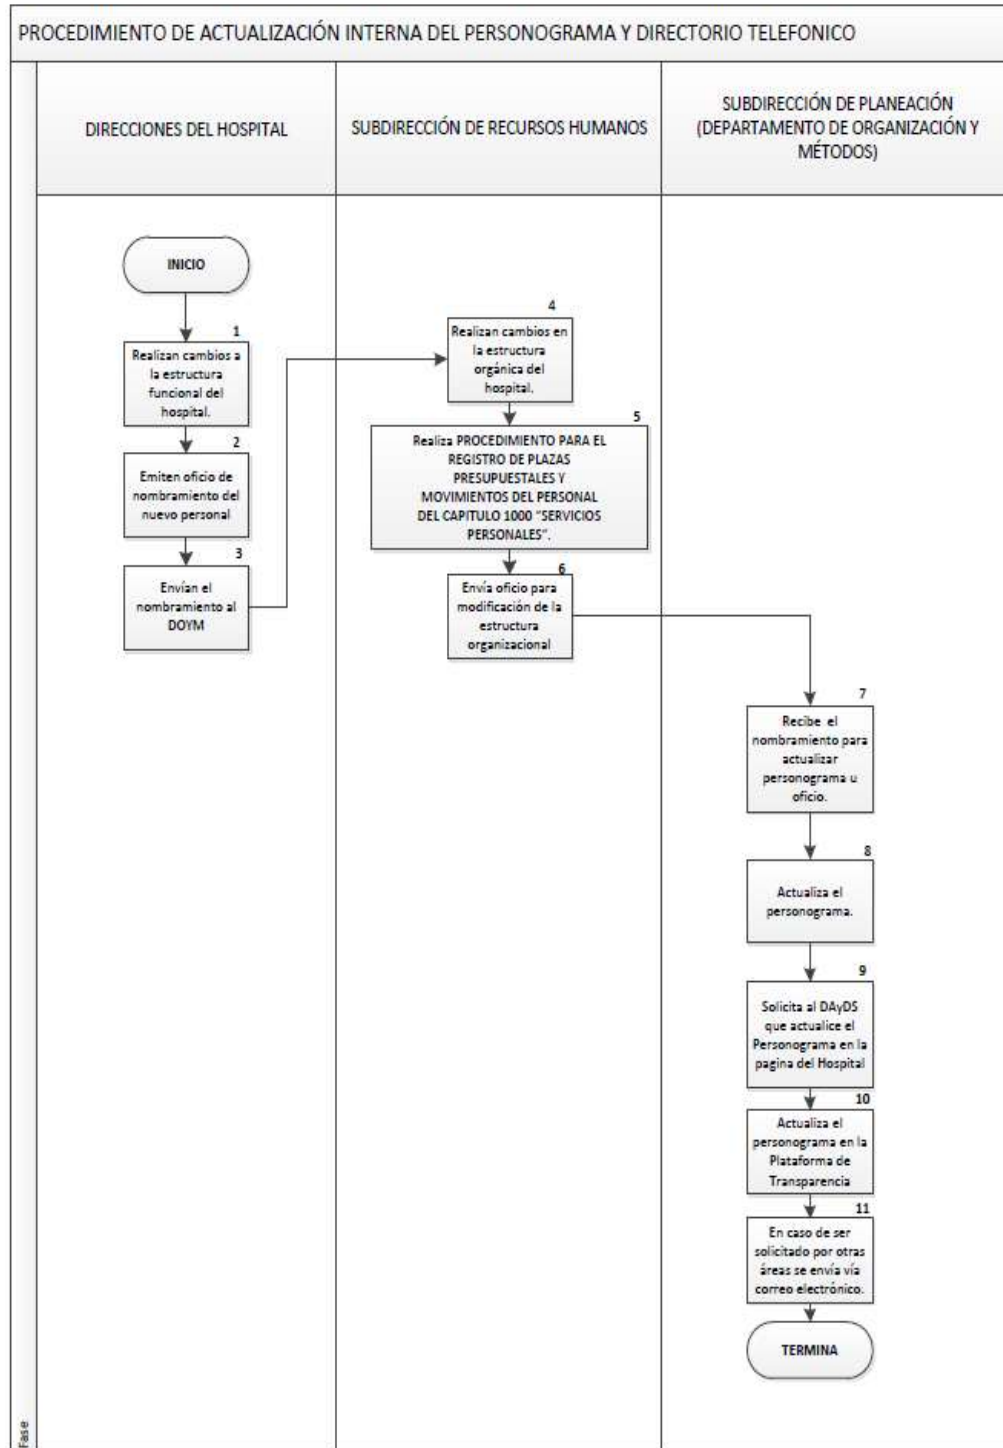 PROCEDIMIENTO DE ACTUALIZACIÓN INTERNA DEL PERSONOGRAMA Y DIRECTORIO TELEFONICO
DIRECCIONES DEL HOSPITAL
SUBDIRECCIÓN DE RECURSOS HUMANOS
SUBDIRECCIÓN DE PLANEACIÓN
(DEPARTAMENTO DE ORGANIZACIÓN Y
MÉTODOS)
INICIO
1
Realizan cambios a
la estructura
funcional del
hospital.
2
Emiten oficio de
nombramiento del
nuevo personal
3
Envían el
nombramiento al
DOYM
4
Realizan cambios en
la estructura
orgánica del
hospital.
5
Realiza PROCEDIMIENTO PARA EL
REGISTRO DE PLAZAS
PRESUPUESTALES Y
MOVIMIENTOS DEL PERSONAL
DEL CAPITULO 1000 “SERVICIOS
PERSONALES”.
6
Envía oficio para
modificación de la
estructura
organizacional
7
Recibe el
nombramiento para
actualizar
personograma u
oficio.
8
Actualiza el
personograma.
9
Solicita al DAyDS
que actualice el
Personograma en la
pagina del Hospital
10
Actualiza el
personograma en la
Plataforma de
Transparencia
11
En caso de ser
solicitado por otras
áreas se envía vía
correo electrónico.
TERMINA
Fase